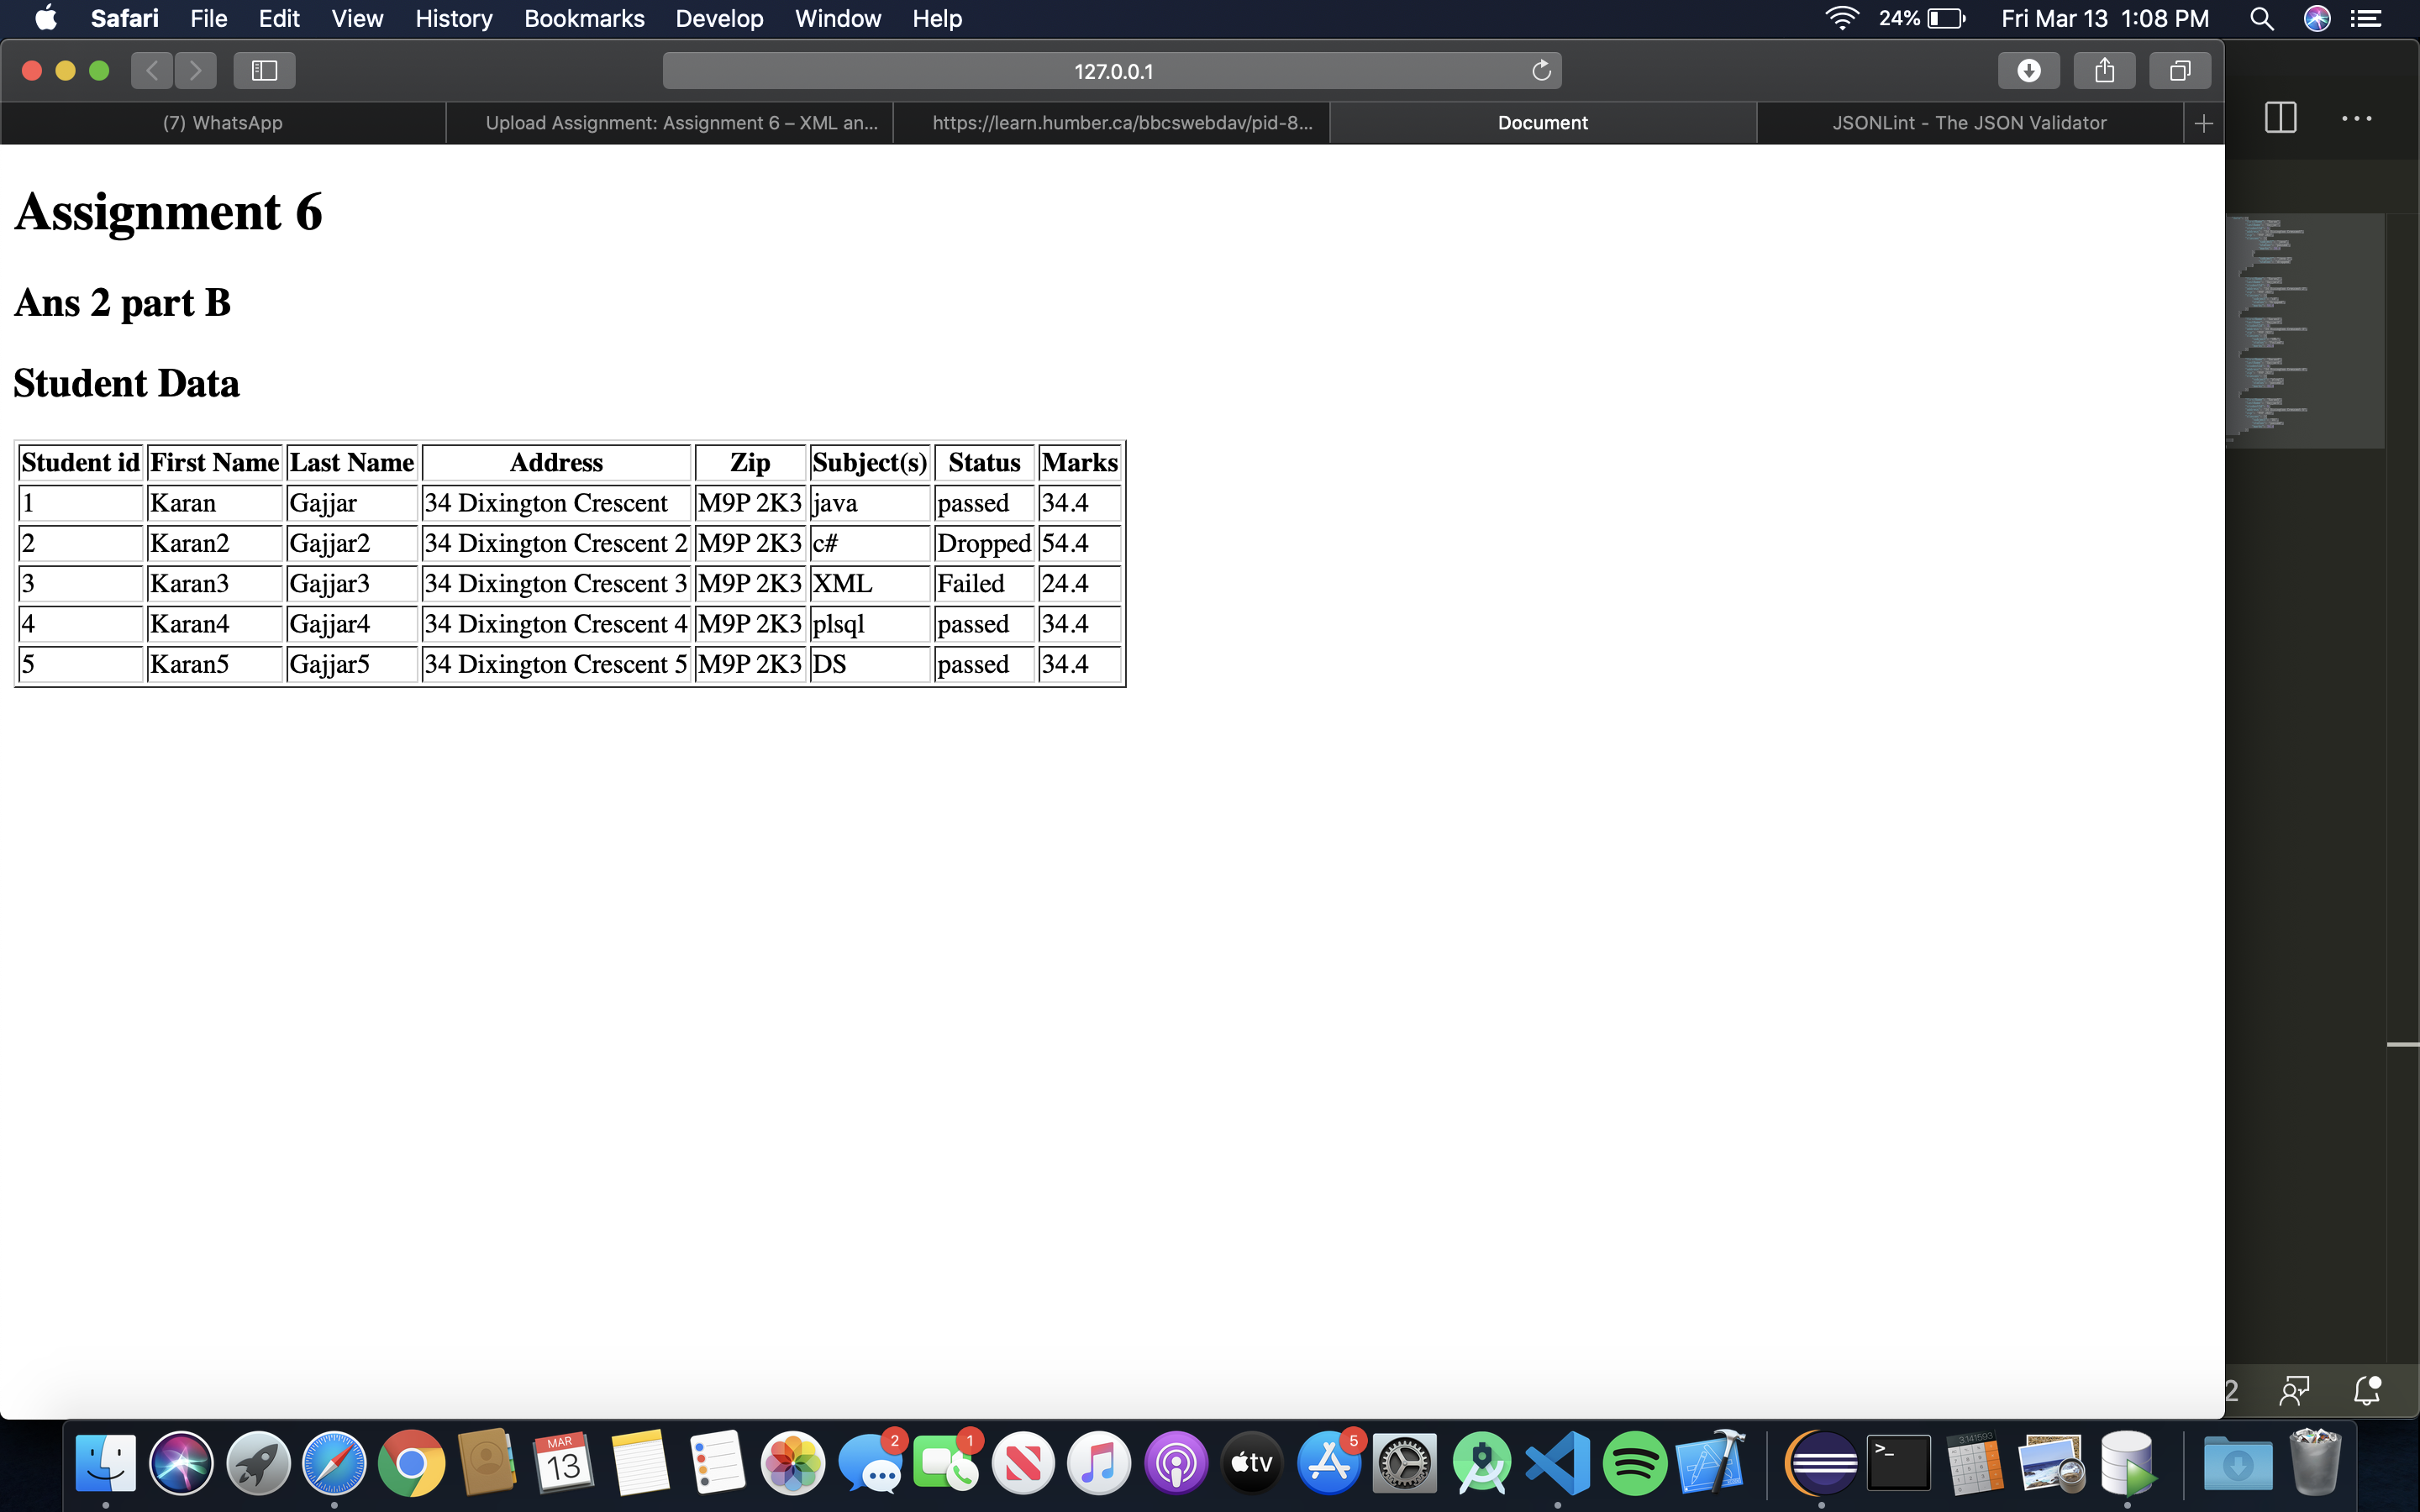 Safari File Edit View History Bookmarks Develop Window Help 24% Fri Mar 13 1:08 PM
127.0.0.1
(7) WhatsApp Upload Assignment: Assignment 6 – XML an... https://learn.humber.ca/bbcswebdav/pid-8... Document JSONLint - The JSON Validator
Assignment 6
Ans 2 part B
Student Data
Student id First Name Last Name Address Zip Subject(s) Status Marks
1 Karan Gajjar 34 Dixington Crescent M9P 2K3 java passed 34.4
2 Karan2 Gajjar2 34 Dixington Crescent 2 M9P 2K3 c# Dropped 54.4
3 Karan3 Gajjar3 34 Dixington Crescent 3 M9P 2K3 XML Failed 24.4
4 Karan4 Gajjar4 34 Dixington Crescent 4 M9P 2K3 plsql passed 34.4
5 Karan5 Gajjar5 34 Dixington Crescent 5 M9P 2K3 DS passed 34.4
2
MAR 13 2 1 tv 5 >_ 3.141593